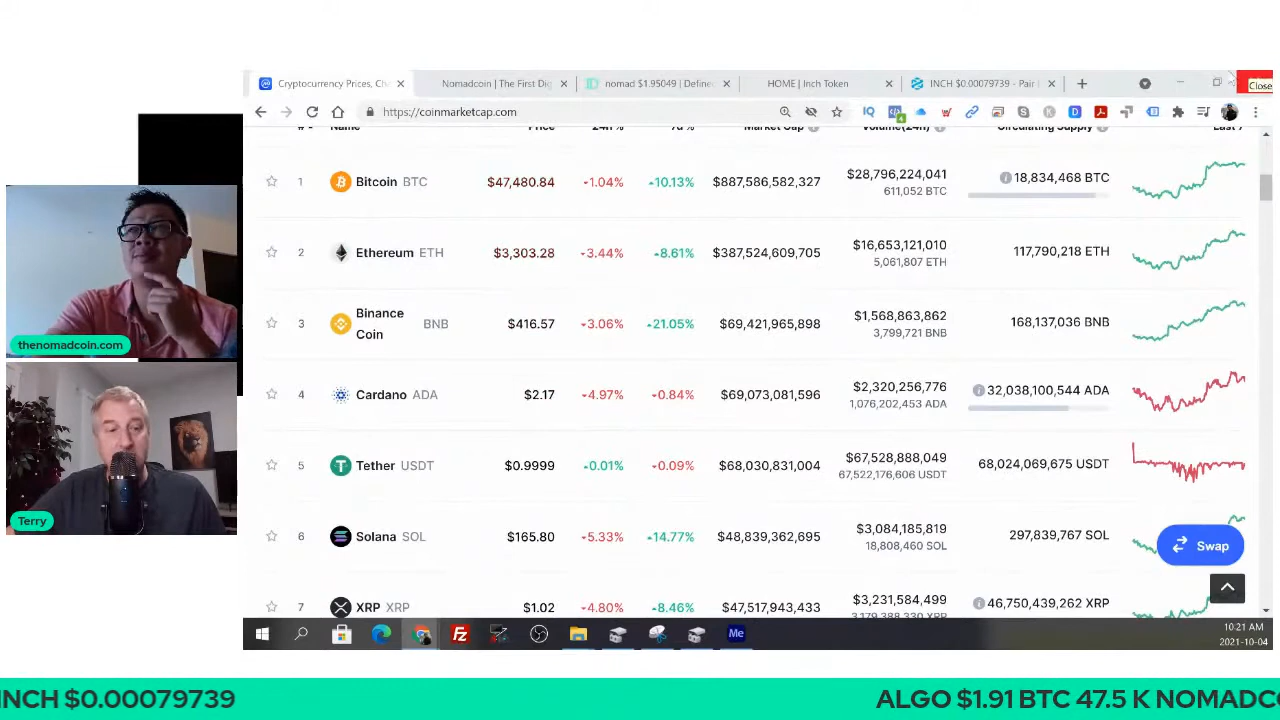 Cryptocurrency Prices, Cha
Nomadcoin | The First Dig
nomad $1.95049 | Define
HOME | Inch Token
INCH $0.00079739 - Pair
Close
https://coinmarketcap.com
# Name Price 24h % 7d % Market Cap Volume(24h) Circulating Supply Last 7
1 Bitcoin BTC $47,480.84 1.04% 10.13% $887,586,582,327 $28,796,224,041 18,834,468 BTC
611,052 BTC
2 Ethereum ETH $3,303.28 3.44% 8.61% $387,524,609,705 $16,653,121,010 117,790,218 ETH
5,061,807 ETH
3 Binance Coin BNB $416.57 3.06% 21.05% $69,421,965,898 $1,568,863,862 168,137,036 BNB
3,799,721 BNB
4 Cardano ADA $2.17 4.97% 0.84% $69,073,081,596 $2,320,256,776 32,038,100,544 ADA
1,076,202,453 ADA
5 Tether USDT $0.9999 0.01% 0.09% $68,030,831,004 $67,528,888,049 68,024,069,675 USDT
67,522,176,606 USDT
6 Solana SOL $165.80 5.33% 14.77% $48,839,362,695 $3,084,185,819 297,839,767 SOL
18,808,460 SOL
7 XRP XRP $1.02 4.80% 8.46% $47,517,943,433 $3,231,584,499 46,750,439,262 XRP
3,179,388,330 XRP
Swap
thenomadcoin.com
Terry
Me
10:21 AM
2021-10-04
INCH $0.00079739
ALGO $1.91 BTC 47.5 K NOMADCO